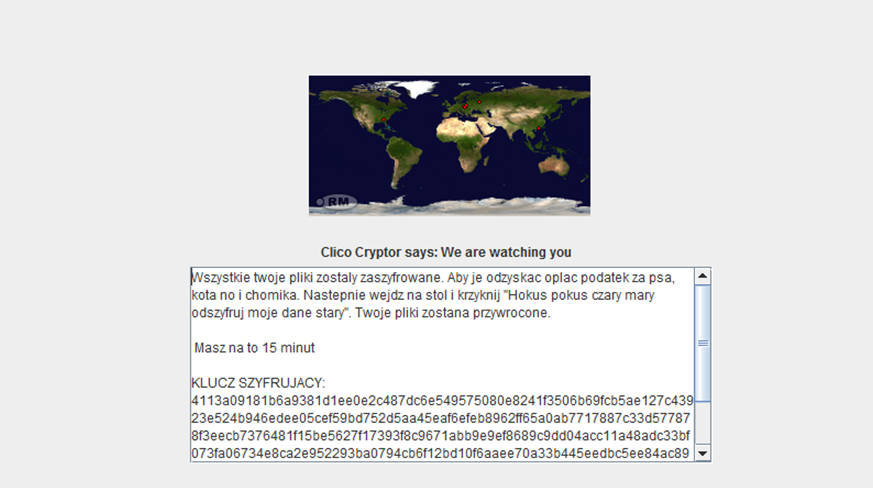 RM
Clico Cryptor says: We are watching you
Wszystkie twoje pliki zostaly zaszyfrowane. Aby je odzyskac oplac podatek za psa,
kota no i chomika. Nastepnie wejdz na stol i krzyknij "Hokus pokus czary mary
odszyfruj moje dane stary". Twoje pliki zostana przywrocone.
Masz na to 15 minut
KLUCZ SZYFRUJACY:
4113a09181b6a9381d1ee0e2c487dc6e549575080e8241f3506b69fcb5ae127c439
23e524b946edee05cef59bd752d5aa45eaf6efeb8962ff65a0ab7717887c33d57787
8f3eecb7376481f15be5627f17393f8c9671abb9e9ef8689c9dd04acc11a48adc33bf
073fa06734e8ca2e952293ba0794cb6f12bd10f6aaee70a33b445eedbc5ee84ac89